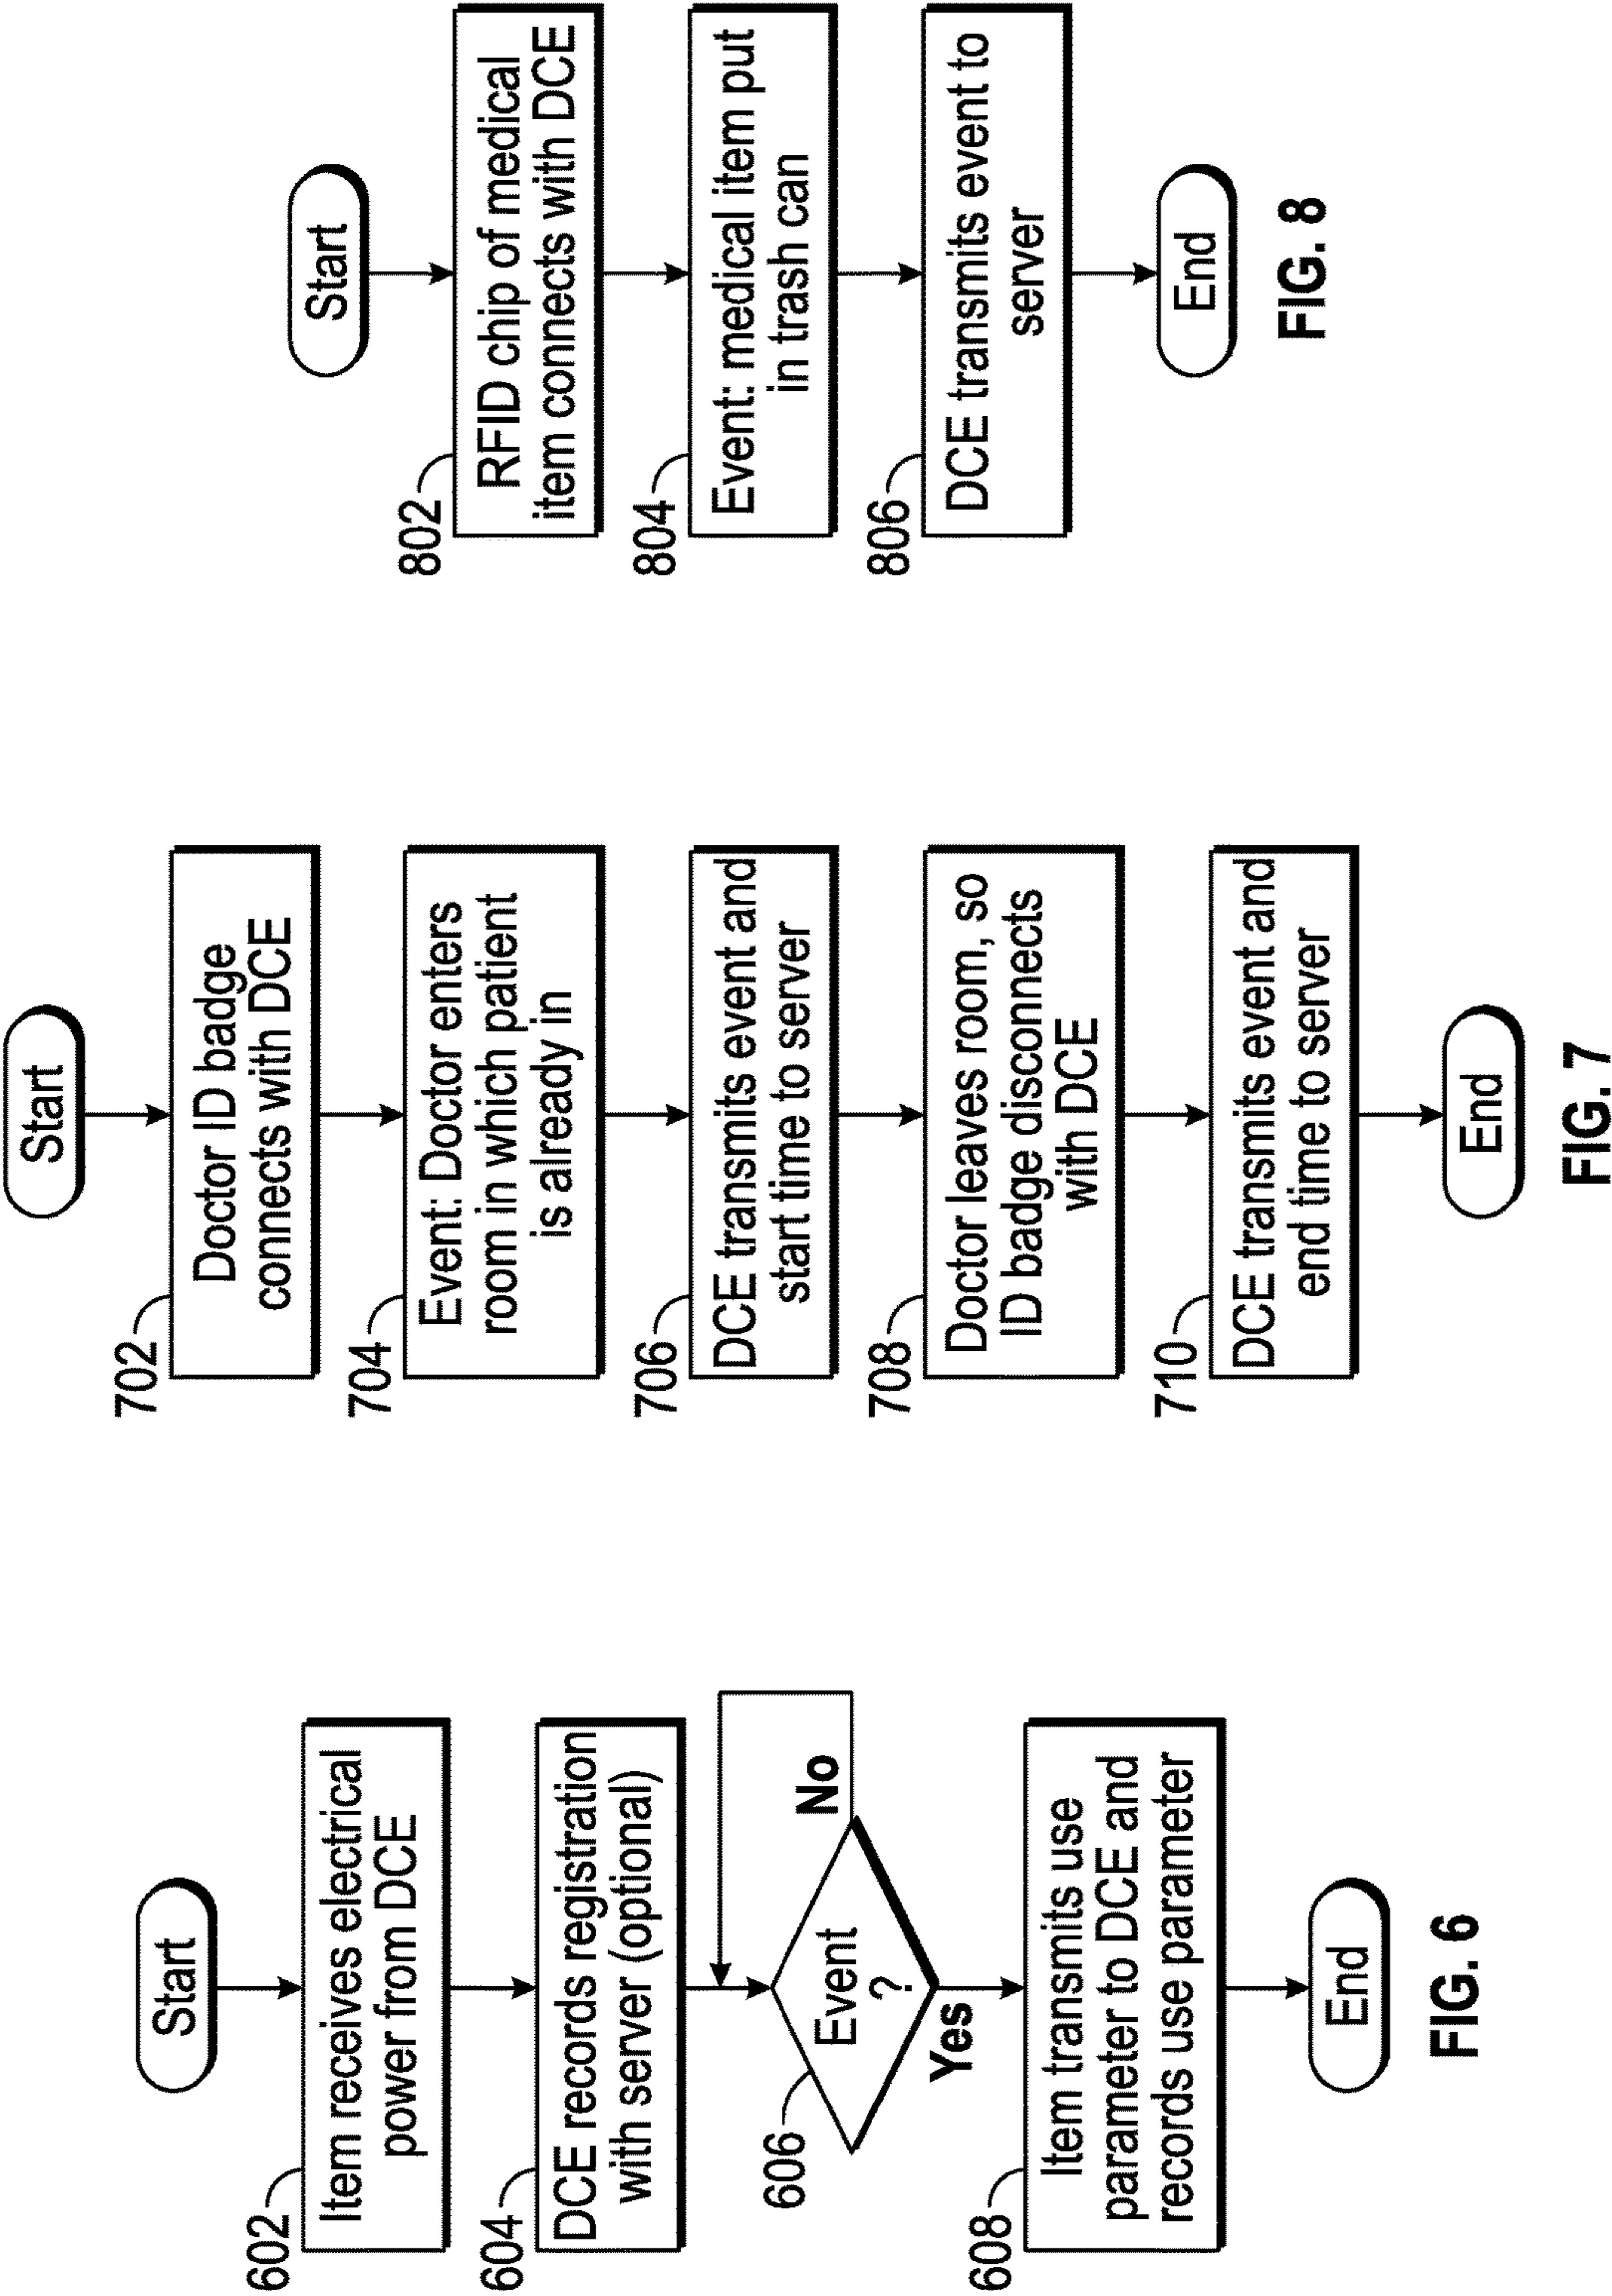 Start
602
Item receives electrical
power from DCE
604
DCE records registration
with server (optional)
606
Event
?
No
Yes
608
Item transmits use
parameter to DCE and
records use parameter
End
FIG. 6
Start
702
Doctor ID badge
connects with DCE
704
Event: Doctor enters
room in which patient
is already in
706
DCE transmits event and
start time to server
708
Doctor leaves room, so
ID badge disconnects
with DCE
710
DCE transmits event and
end time to server
End
FIG. 7
Start
802
RFID chip of medical
item connects with DCE
804
Event: medical item put
in trash can
806
DCE transmits event to
server
End
FIG. 8